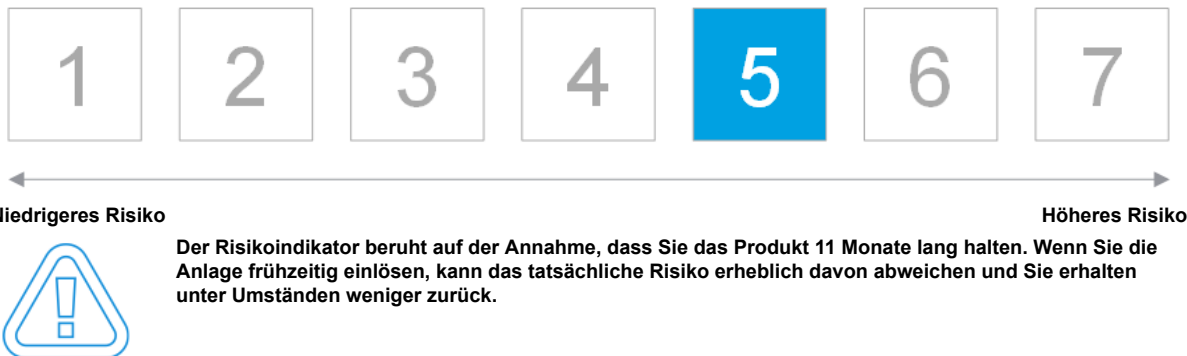 1 2 3 4 5 6 7
Niedrigeres Risiko Höheres Risiko
Der Risikoindikator beruht auf der Annahme, dass Sie das Produkt 11 Monate lang halten. Wenn Sie die
Anlage frühzeitig einlösen, kann das tatsächliche Risiko erheblich davon abweichen und Sie erhalten
unter Umständen weniger zurück.